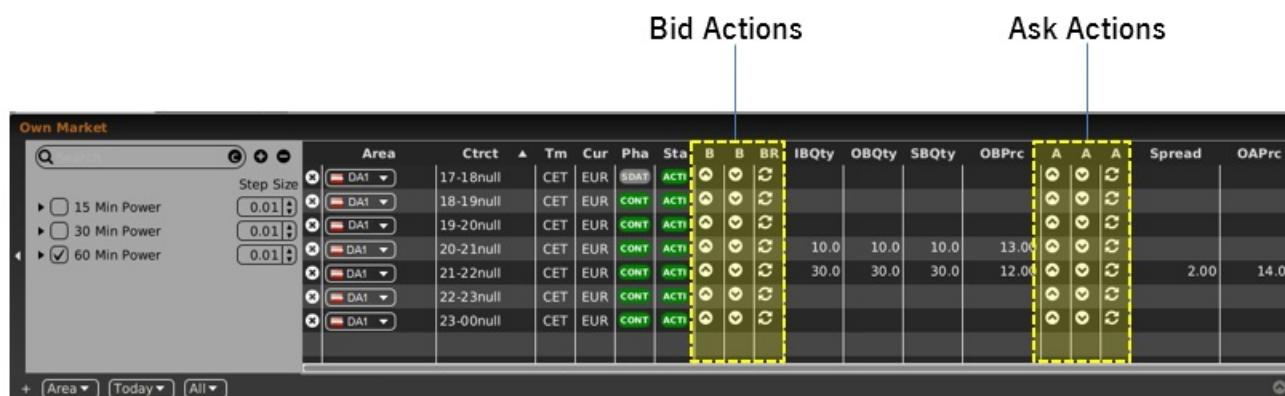 Bid Actions Ask Actions
Own Market
Search
Area Ctrct Tm Cur Pha Sta B B BR IBQty OBQty SBQty OBPrc A A A Spread OAPrc
Step Size
DA1 17-18null CET EUR SDAT ACTI
15 Min Power 0.01 DA1 18-19null CET EUR CONT ACTI
30 Min Power 0.01 DA1 19-20null CET EUR CONT ACTI
60 Min Power 0.01 DA1 20-21null CET EUR CONT ACTI 10.0 10.0 10.0 13.00
DA1 21-22null CET EUR CONT ACTI 30.0 30.0 30.0 12.00 2.00 14.0
DA1 22-23null CET EUR CONT ACTI
DA1 23-00null CET EUR CONT ACTI
+ Area Today All